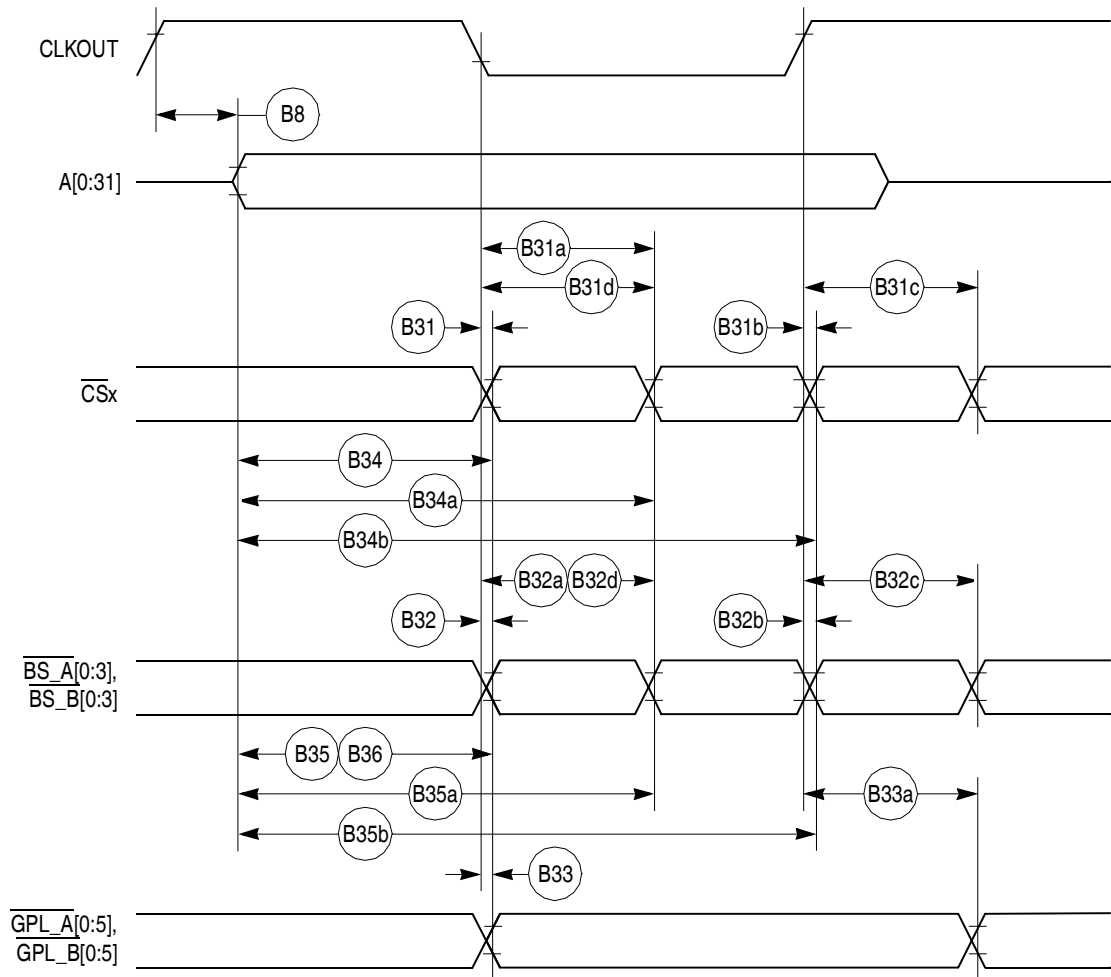 CLKOUT
B8
A[0:31]
B31a
B31d
B31c
B31
B31b
CSx
B34
B34a
B34b
B32a B32d
B32c
B32
B32b
BS_A[0:3],
BS_B[0:3]
B35 B36
B35a
B33a
B35b
B33
GPL_A[0:5],
GPL_B[0:5]